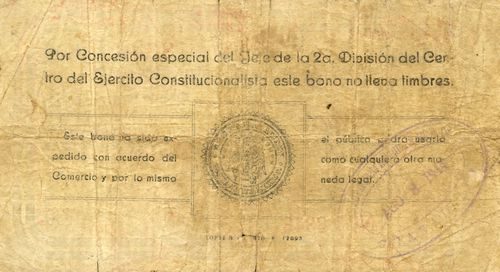 Por Concesión especial del Jefe de la 2a. División del Cen-
tro del Ejercito Constitucionalista este bono no lleva timbres.
Este bono ha sido ex-
pedido con acuerdo del
Comercio y por lo mismo
el público podrá usarlo
como cualquiera otra mo-
neda legal.